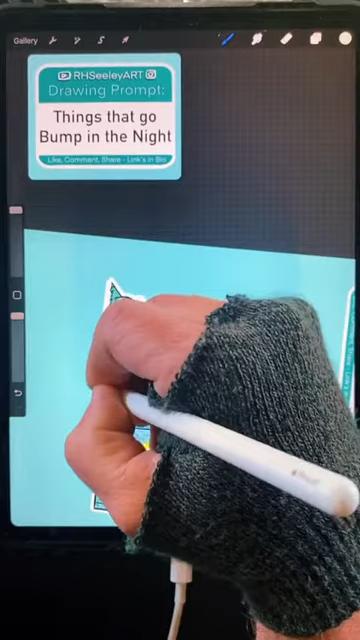 Gallery
RHSeeleyART
Drawing Prompt:
Things that go
Bump in the Night
Like, Comment, Share - Link's in Bio